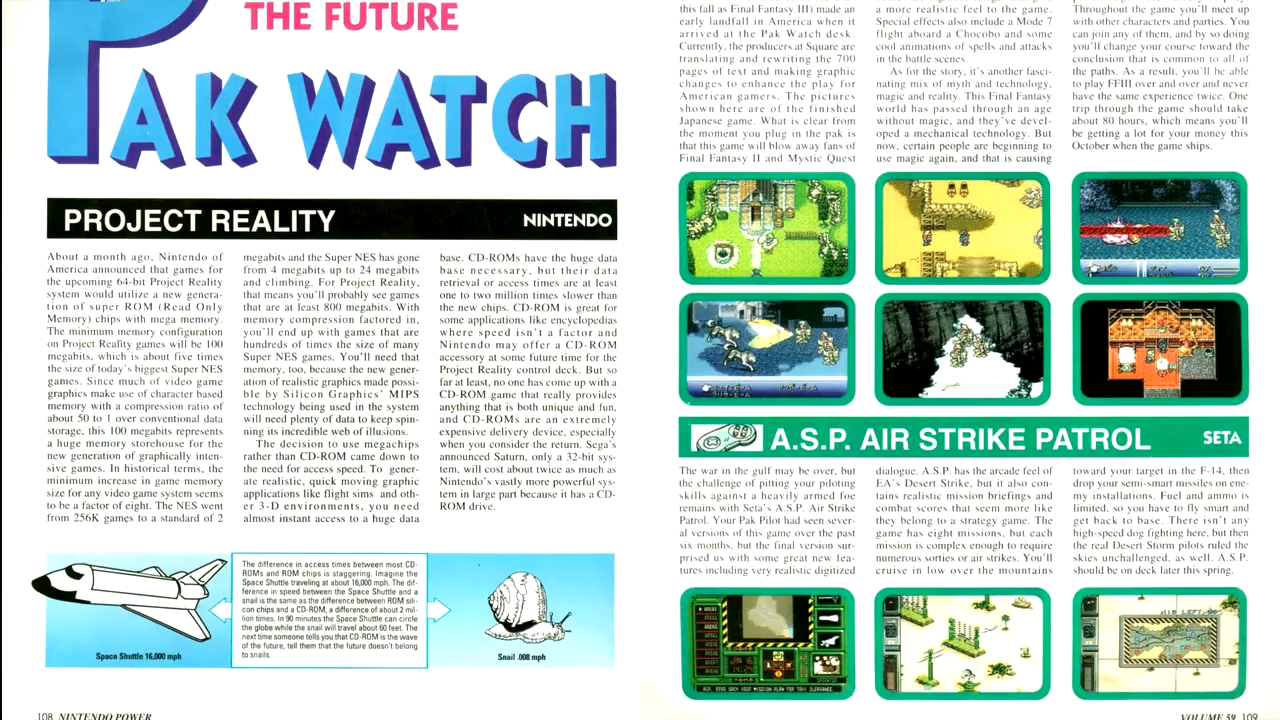 THE FUTURE
PAK WATCH
PROJECT REALITY
NINTENDO
About a month ago, Nintendo of
America announced that games for
the upcoming 64-bit Project Reality
system would utilize a new genera-
tion of super ROM (Read Only
Memory) chips with mega memory.
The minimum memory configuration
on Project Reality games will be 100
megabits, which is about five times
the size of today's biggest Super NES
games. Since much of video game
graphics make use of character based
memory with a compression ratio of
about 50 to 1 over conventional data
storage, this 100 megabits represents
a huge memory storehouse for the
new generation of graphically inten-
sive games. In historical terms, the
minimum increase in game memory
size for any video game system seems
to be a factor of eight. The NES went
from 256K games to a standard of 2
megabits and the Super NES has gone
from 4 megabits up to 24 megabits
and climbing. For Project Reality,
that means you'll probably see games
that are at least 800 megabits. With
memory compression factored in,
you'll end up with games that are
hundreds of times the size of many
Super NES games. You'll need that
memory, too, because the new gener-
ation of realistic graphics made possi-
ble by Silicon Graphics' MIPS
technology being used in the system
will need plenty of data to keep spin-
ning its incredible web of illusions.
The decision to use megachips
rather than CD-ROM came down to
the need for access speed. To gener-
ate realistic, quick moving graphic
applications like flight sims and oth-
er 3-D environments, you need
almost instant access to a huge data
base. CD-ROMs have the huge data
base necessary, but their data
retrieval or access times are at least
one to two million times slower than
the new chips. CD-ROM is great for
some applications like encyclopedias
where speed isn't a factor and
Nintendo may offer a CD-ROM
accessory at some future time for the
Project Reality control deck. But so
far at least, no one has come up with a
CD-ROM game that really provides
anything that is both unique and fun,
and CD-ROMs are an extremely
expensive delivery device, especially
when you consider the return. Sega's
announced Saturn, only a 32-bit sys-
tem, will cost about twice as much as
Nintendo's vastly more powerful sys-
tem in large part because it has a CD-
ROM drive.
The difference in access times between most CD-
ROMs and ROM chips is staggering. Imagine the
Space Shuttle traveling at about 16,000 mph. The dif-
ference in speed between the Space Shuttle and a
snail is the same as the difference between ROM sili-
con chips and a CD-ROM, a difference of about 2 mil-
lion times. In 90 minutes the Space Shuttle can circle
the globe while the snail will travel about 60 feet. The
next time someone tells you that CD-ROM is the wave
of the future, tell them that the future doesn't belong
to snails.
Space Shuttle 16,000 mph
Snail .008 mph
108 NINTENDO POWER
this fall as Final Fantasy III) made an
early landfall in America when it
arrived at the Pak Watch desk.
Currently, the producers at Square are
translating and rewriting the 700
pages of text and making graphic
changes to enhance the play for
American gamers. The pictures
shown here are of the finished
Japanese game. What is clear from
the moment you plug in the pak is
that this game will blow away fans of
Final Fantasy II and Mystic Quest
a more realistic feel to the game.
Special effects also include a Mode 7
flight aboard a Chocobo and some
cool animations of spells and attacks
in the battle scenes.
As for the story, it's another fasci-
nating mix of myth and technology,
magic and reality. This Final Fantasy
world has passed through an age
without magic, and they've devel-
oped a mechanical technology. But
now, certain people are beginning to
use magic again, and that is causing
Throughout the game you'll meet up
with other characters and parties. You
can join any of them, and by so doing
you'll change your course toward the
conclusion that is common to all of
the paths. As a result, you'll be able
to play FFIII over and over and never
have the same experience twice. One
trip through the game should take
about 80 hours, which means you'll
be getting a lot for your money this
October when the game ships.
A.S.P. AIR STRIKE PATROL
SETA
The war in the gulf may be over, but
the challenge of pitting your piloting
skills against a heavily armed foe
remains with Seta's A.S.P. Air Strike
Patrol. Your Pak Pilot had seen sever-
al versions of this game over the past
six months, but the final version sur-
prised us with some great new fea-
tures including very realistic digitized
dialogue. A.S.P. has the arcade feel of
EA's Desert Strike, but it also con-
tains realistic mission briefings and
combat scores that seem more like
they belong to a strategy game. The
game has eight missions, but each
mission is complex enough to require
numerous sorties or air strikes. You'll
cruise in low over the mountains
toward your target in the F-14, then
drop your semi-smart missiles on ene-
my installations. Fuel and ammo is
limited, so you have to fly smart and
get back to base. There isn't any
high-speed dog fighting here, but then
the real Desert Storm pilots ruled the
skies unchallenged, as well. A.S.P.
should be on deck later this spring.
VOLUME 59 109